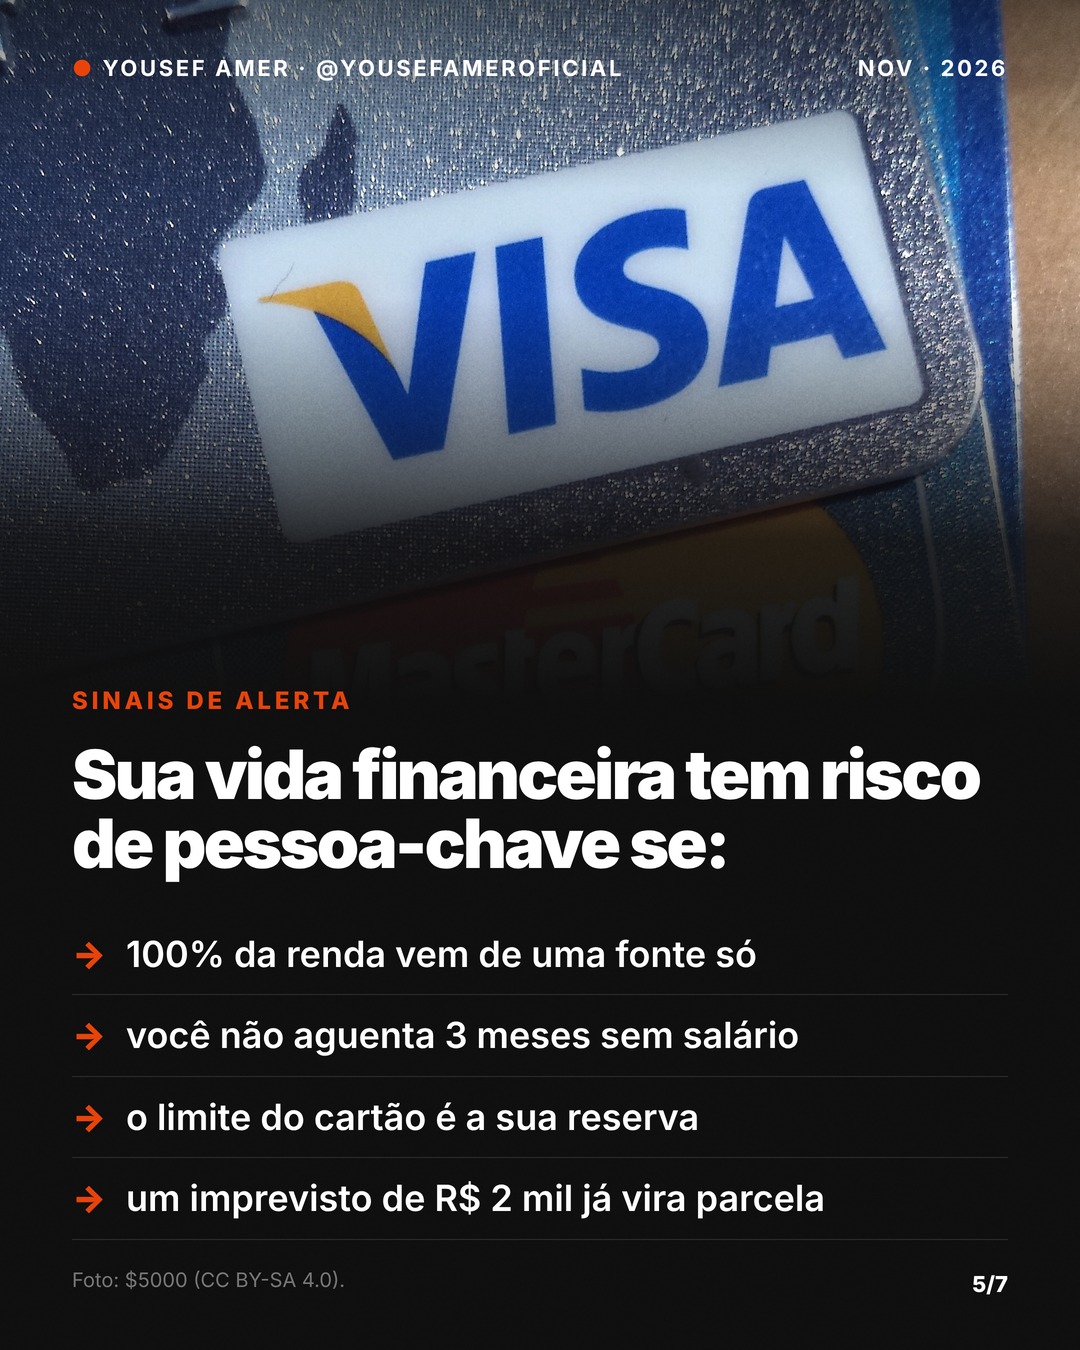 YOUSEF AMER · @YOUSEFAMEROFICIAL
NOV · 2026
VISA
MasterCard
SINAIS DE ALERTA
Sua vida financeira tem risco
de pessoa-chave se:
→ 100% da renda vem de uma fonte só
→ você não aguenta 3 meses sem salário
→ o limite do cartão é a sua reserva
→ um imprevisto de R$ 2 mil já vira parcela
Foto: $5000 (CC BY-SA 4.0).
5/7